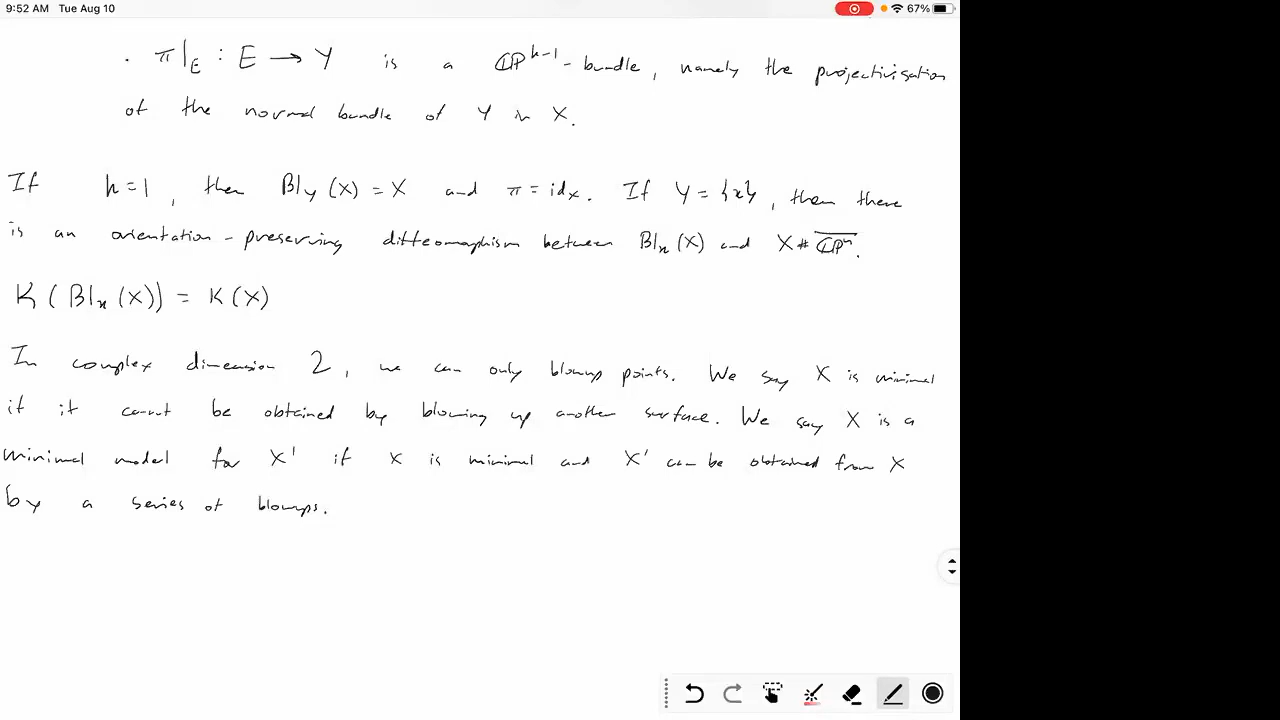 9:52 AM Tue Aug 10 67%
· π|_E : E → Y is a ℂP^{k-1}-bundle, namely the projectivisation
of the normal bundle of Y in X.
If k=1, then Bl_Y(X) = X and π = id_X. If Y = {x}, then there
is an orientation-preserving diffeomorphism between Bl_x(X) and X # \overline{ℂP^n}.
K(Bl_x(X)) = K(X)
In complex dimension 2, we can only blowup points. We say X is minimal
if it cannot be obtained by blowing up another surface. We say X is a
minimal model for X' if X is minimal and X' can be obtained from X
by a series of blowups.